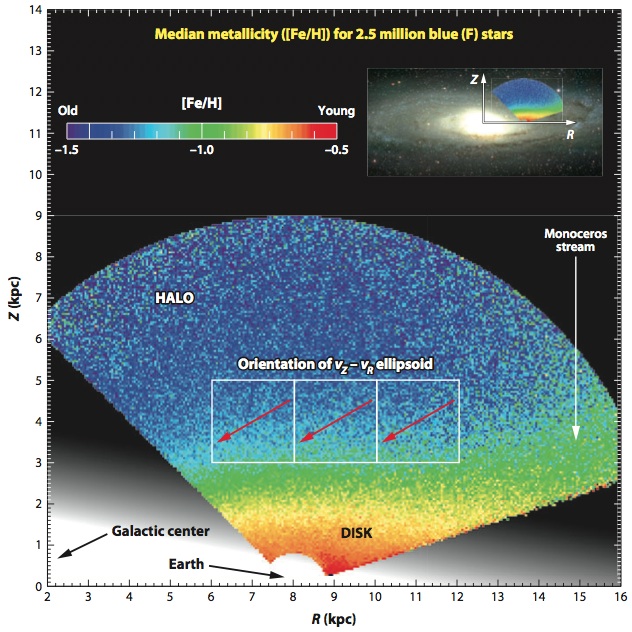 Median metallicity ([Fe/H]) for 2.5 million blue (F) stars
[Fe/H]
Old Young
−1.5 −1.0 −0.5
Z
R
Monoceros
stream
HALO
Orientation of vZ – vR ellipsoid
DISK
Galactic center
Earth
14
13
12
11
10
9
8
7
6
5
4
3
2
1
0
Z (kpc)
2 3 4 5 6 7 8 9 10 11 12 13 14 15 16
R (kpc)